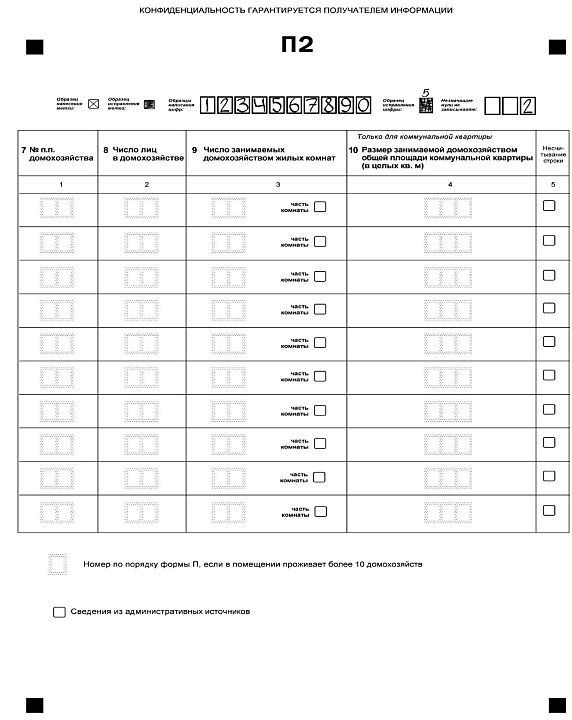 КОНФИДЕНЦИАЛЬНОСТЬ ГАРАНТИРУЕТСЯ ПОЛУЧАТЕЛЕМ ИНФОРМАЦИИ
П2
Образец нанесения метки:
Образец исправления метки:
Образцы написания цифр:
1234567890
Образец исправления цифры:
5
Незначащие нули не записывайте:
2
7 № п.п. домохозяйства
8 Число лиц в домохозяйстве
9 Число занимаемых домохозяйством жилых комнат
Только для коммунальной квартиры
10 Размер занимаемой домохозяйством общей площади коммунальной квартиры (в целых кв. м)
Несчи-тывание строки
1 2 3 4 5
часть комнаты
часть комнаты
часть комнаты
часть комнаты
часть комнаты
часть комнаты
часть комнаты
часть комнаты
часть комнаты
часть комнаты
Номер по порядку формы П, если в помещении проживает более 10 домохозяйств
Сведения из административных источников